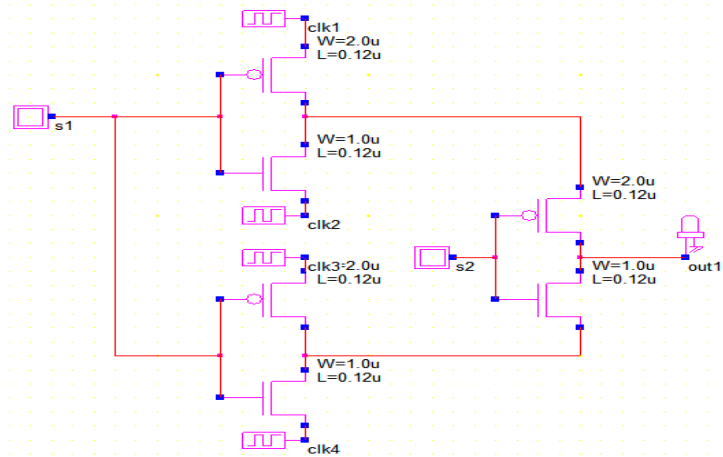 clk1
W=2.0u
L=0.12u
s1
W=1.0u
L=0.12u
clk2
W=2.0u
L=0.12u
clk3=2.0u
L=0.12u
s2
W=1.0u
L=0.12u
out1
W=1.0u
L=0.12u
clk4